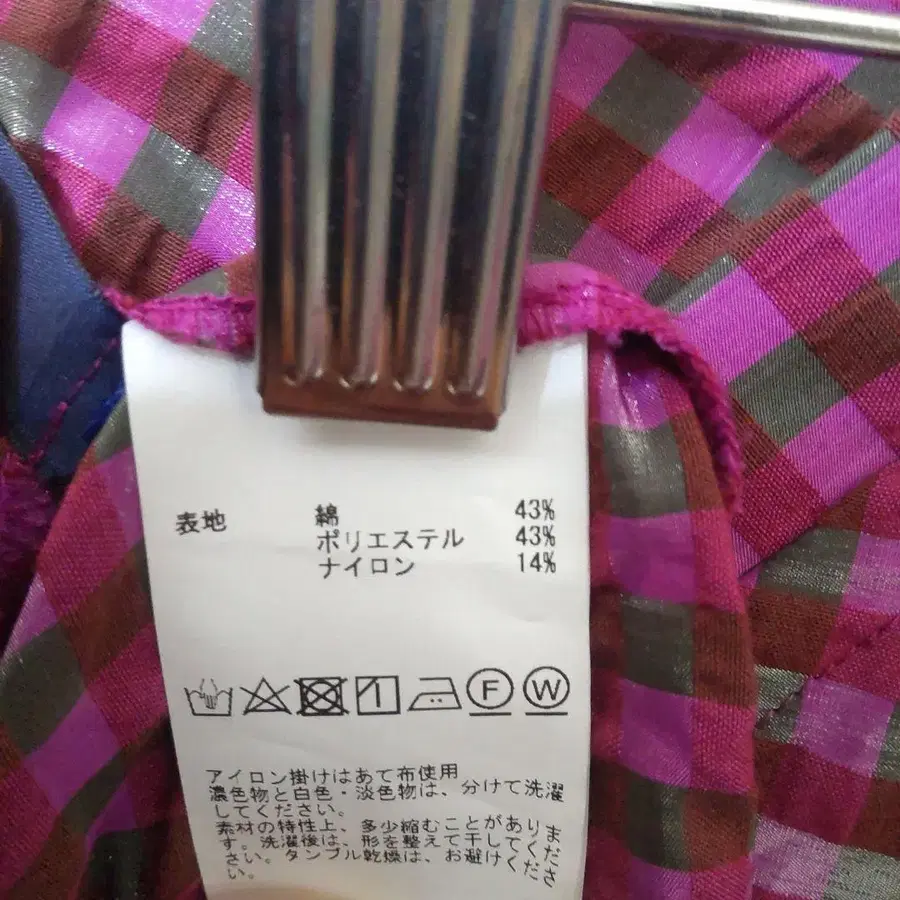 表地 綿 43%
ポリエステル 43%
ナイロン 14%
F W
アイロン掛けはあて布使用
濃色物と白色・淡色物は、分けて洗濯
してください。
素材の特性上、多少縮むことがありま
す。洗濯後は、形を整えて干してくだ
さい。タンブル乾燥は、お避けくださ
い。